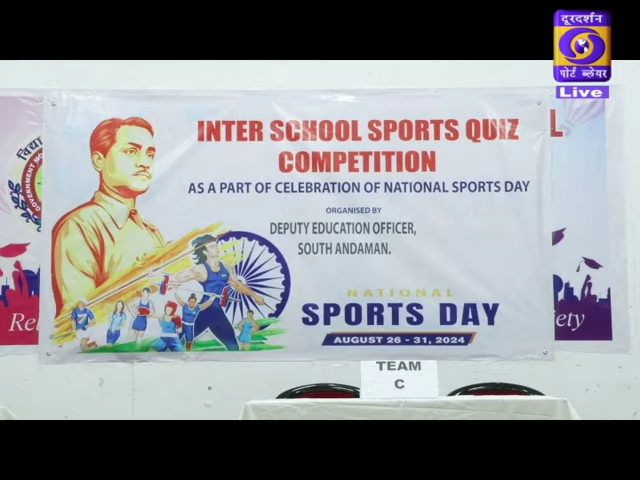 दूरदर्शन
पोर्ट ब्लेयर
Live
INTER SCHOOL SPORTS QUIZ
COMPETITION
AS A PART OF CELEBRATION OF NATIONAL SPORTS DAY
ORGANISED BY
DEPUTY EDUCATION OFFICER,
SOUTH ANDAMAN.
NATIONAL
SPORTS DAY
AUGUST 26 - 31, 2024
TEAM
C